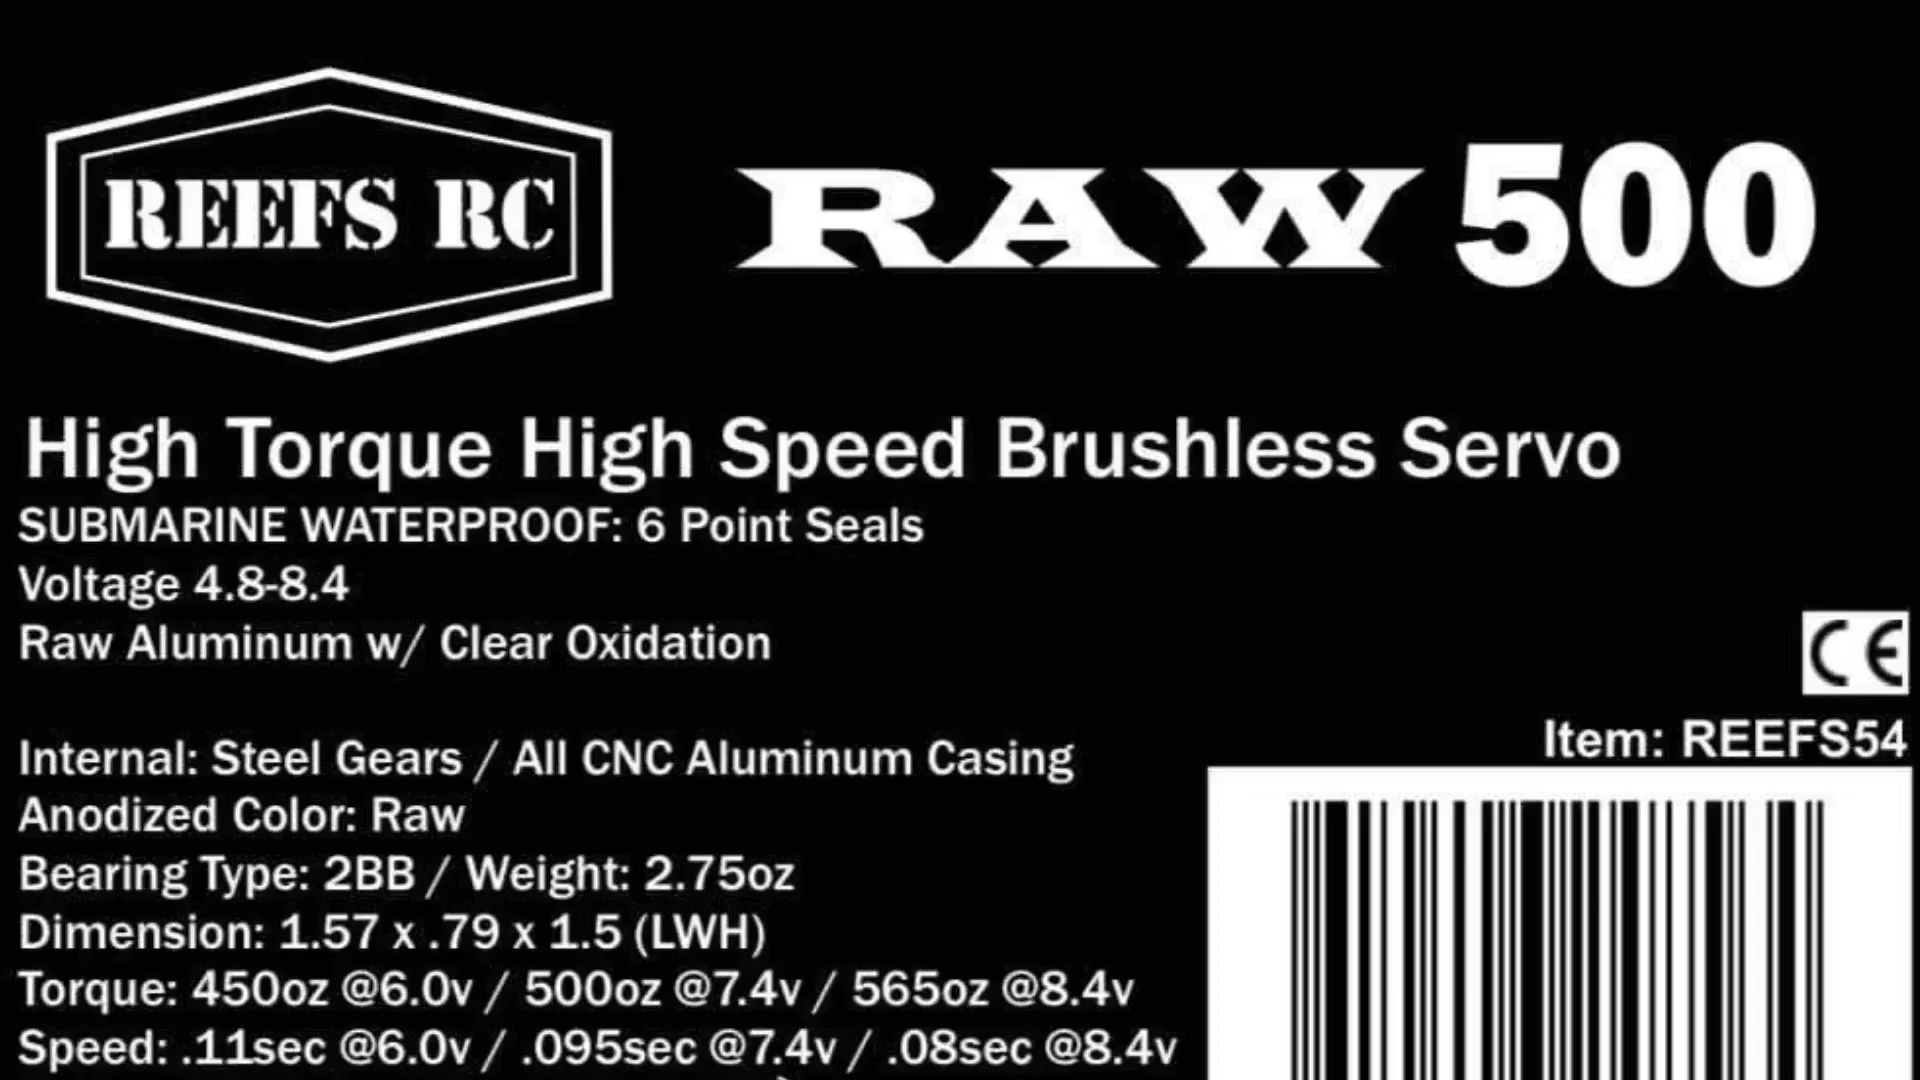 REEFS RC
RAW 500
High Torque High Speed Brushless Servo
SUBMARINE WATERPROOF: 6 Point Seals
Voltage 4.8-8.4
Raw Aluminum w/ Clear Oxidation
CE
Item: REEFS54
Internal: Steel Gears / All CNC Aluminum Casing
Anodized Color: Raw
Bearing Type: 2BB / Weight: 2.75oz
Dimension: 1.57 x .79 x 1.5 (LWH)
Torque: 450oz @6.0v / 500oz @7.4v / 565oz @8.4v
Speed: .11sec @6.0v / .095sec @7.4v / .08sec @8.4v